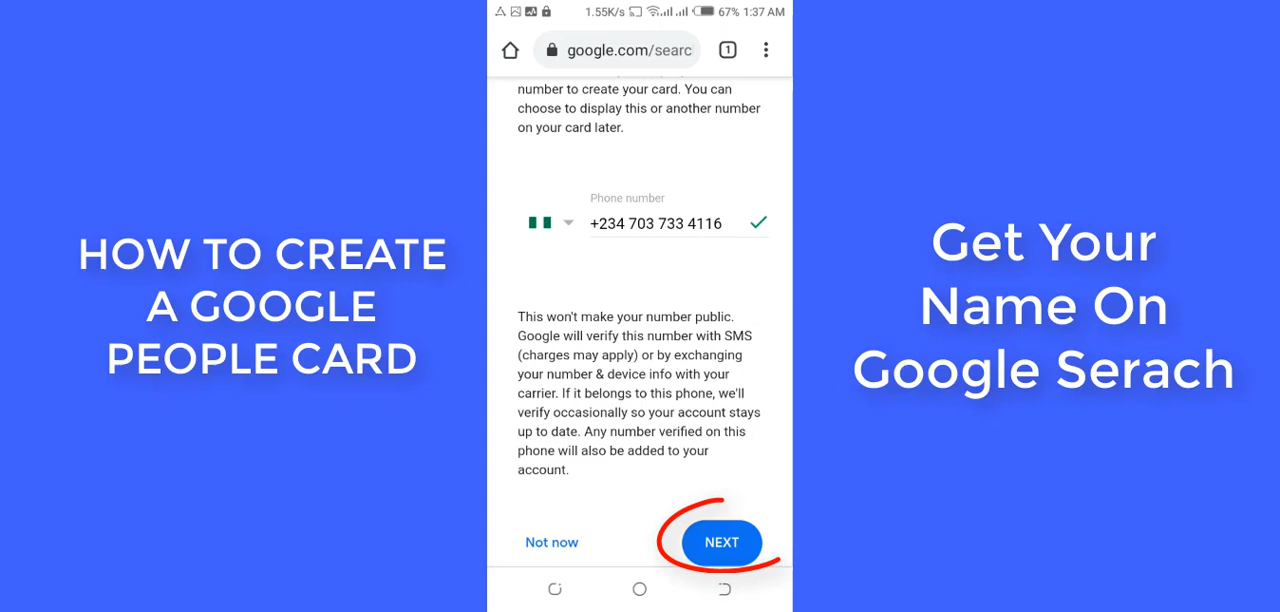 1.55K/s 67% 1:37 AM
google.com/searc 1
number to create your card. You can
choose to display this or another number
on your card later.
Phone number
+234 703 733 4116
This won't make your number public.
Google will verify this number with SMS
(charges may apply) or by exchanging
your number & device info with your
carrier. If it belongs to this phone, we'll
verify occasionally so your account stays
up to date. Any number verified on this
phone will also be added to your
account.
Not now NEXT
HOW TO CREATE
A GOOGLE
PEOPLE CARD
Get Your
Name On
Google Serach